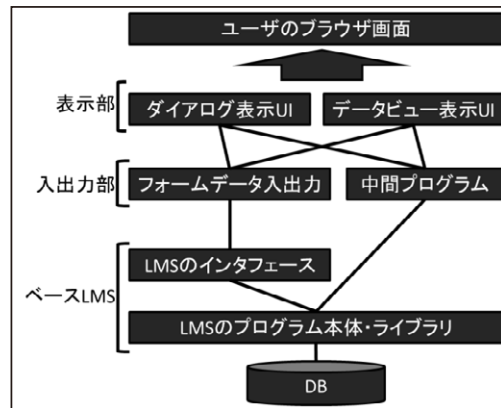 ユーザのブラウザ画面
表示部
ダイアログ表示UI
データビュー表示UI
入出力部
フォームデータ入出力
中間プログラム
LMSのインタフェース
ベースLMS
LMSのプログラム本体・ライブラリ
DB